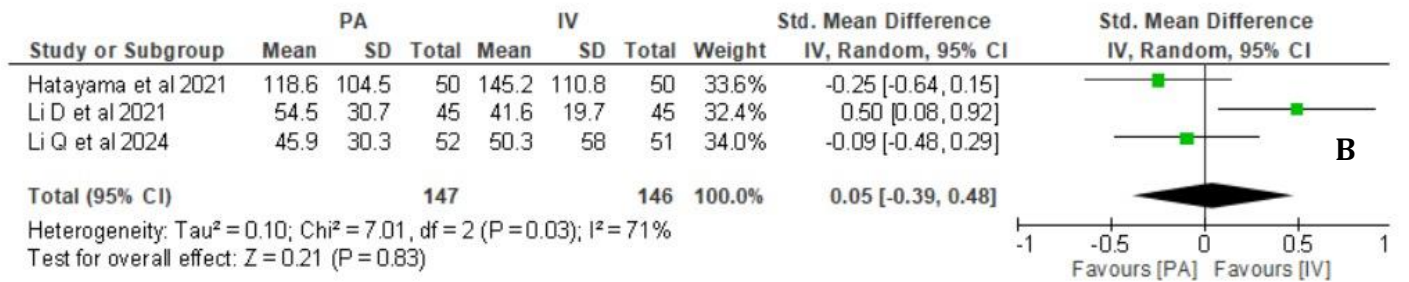 PA IV Std. Mean Difference Std. Mean Difference
Study or Subgroup Mean SD Total Mean SD Total Weight IV, Random, 95% CI IV, Random, 95% CI
Hatayama et al 2021 118.6 104.5 50 145.2 110.8 50 33.6% -0.25 [-0.64, 0.15]
Li D et al 2021 54.5 30.7 45 41.6 19.7 45 32.4% 0.50 [0.08, 0.92]
Li Q et al 2024 45.9 30.3 52 50.3 58 51 34.0% -0.09 [-0.48, 0.29]
B
Total (95% CI) 147 146 100.0% 0.05 [-0.39, 0.48]
Heterogeneity: Tau² = 0.10; Chi² = 7.01, df = 2 (P = 0.03); I² = 71%
Test for overall effect: Z = 0.21 (P = 0.83)
-1 -0.5 0 0.5 1
Favours [PA] Favours [IV]